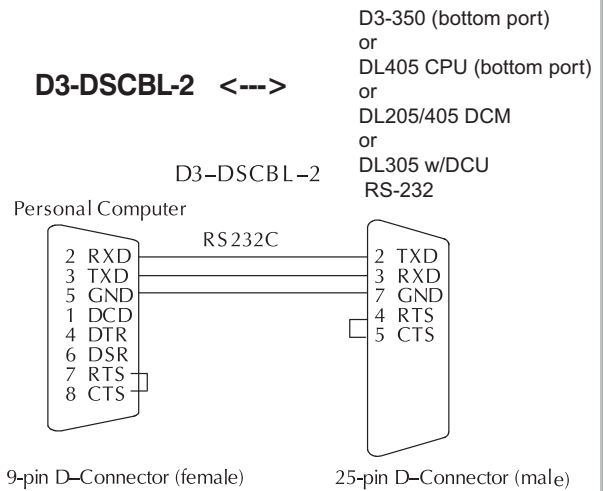 D3-350 (bottom port)
or
DL405 CPU (bottom port)
or
DL205/405 DCM
or
DL305 w/DCU
RS-232
D3-DSCBL-2 <--->
D3-DSCBL-2
Personal Computer
RS232C
2 RXD
3 TXD
5 GND
1 DCD
4 DTR
6 DSR
7 RTS
8 CTS
2 TXD
3 RXD
7 GND
4 RTS
5 CTS
9-pin D-Connector (female)
25-pin D-Connector (male)